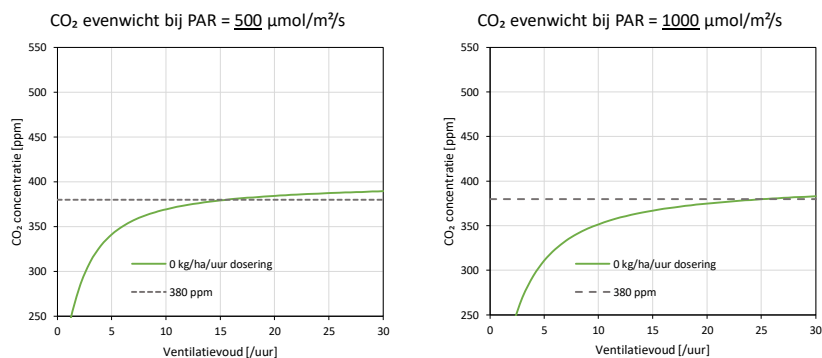 CO₂ evenwicht bij PAR = 500 µmol/m²/s
550
500
450
400
350
300
250
CO₂ concentratie [ppm]
0 kg/ha/uur dosering
380 ppm
0 5 10 15 20 25 30
Ventilatievoud [/uur]
CO₂ evenwicht bij PAR = 1000 µmol/m²/s
550
500
450
400
350
300
250
CO₂ concentratie [ppm]
0 kg/ha/uur dosering
380 ppm
0 5 10 15 20 25 30
Ventilatievoud [/uur]